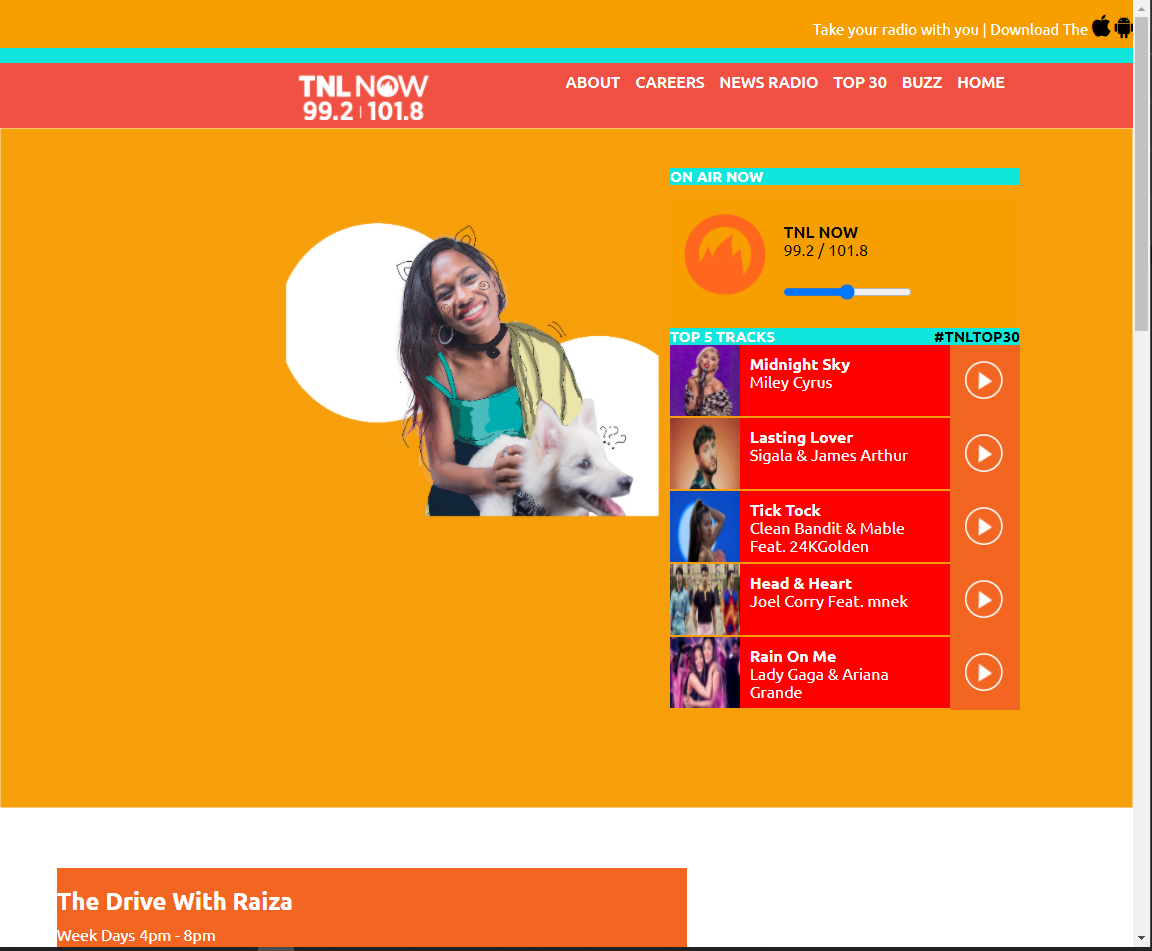 Take your radio with you | Download The
TNL NOW
99.2 | 101.8
ABOUT CAREERS NEWS RADIO TOP 30 BUZZ HOME
ON AIR NOW
TNL NOW
99.2 / 101.8
??
TOP 5 TRACKS #TNLTOP30
Midnight Sky
Miley Cyrus
Lasting Lover
Sigala & James Arthur
Tick Tock
Clean Bandit & Mable
Feat. 24KGolden
Head & Heart
Joel Corry Feat. mnek
Rain On Me
Lady Gaga & Ariana
Grande
The Drive With Raiza
Week Days 4pm - 8pm